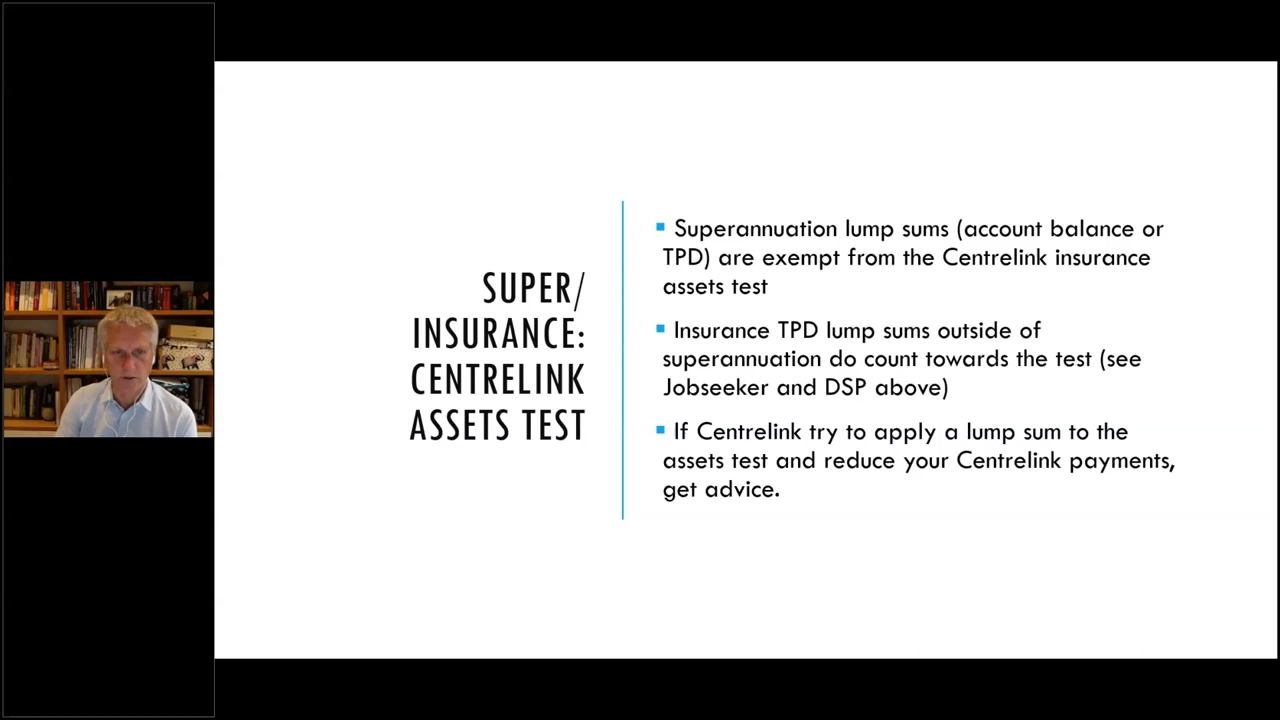 SUPER/
INSURANCE:
CENTRELINK
ASSETS TEST
▪ Superannuation lump sums (account balance or
TPD) are exempt from the Centrelink insurance
assets test
▪ Insurance TPD lump sums outside of
superannuation do count towards the test (see
Jobseeker and DSP above)
▪ If Centrelink try to apply a lump sum to the
assets test and reduce your Centrelink payments,
get advice.